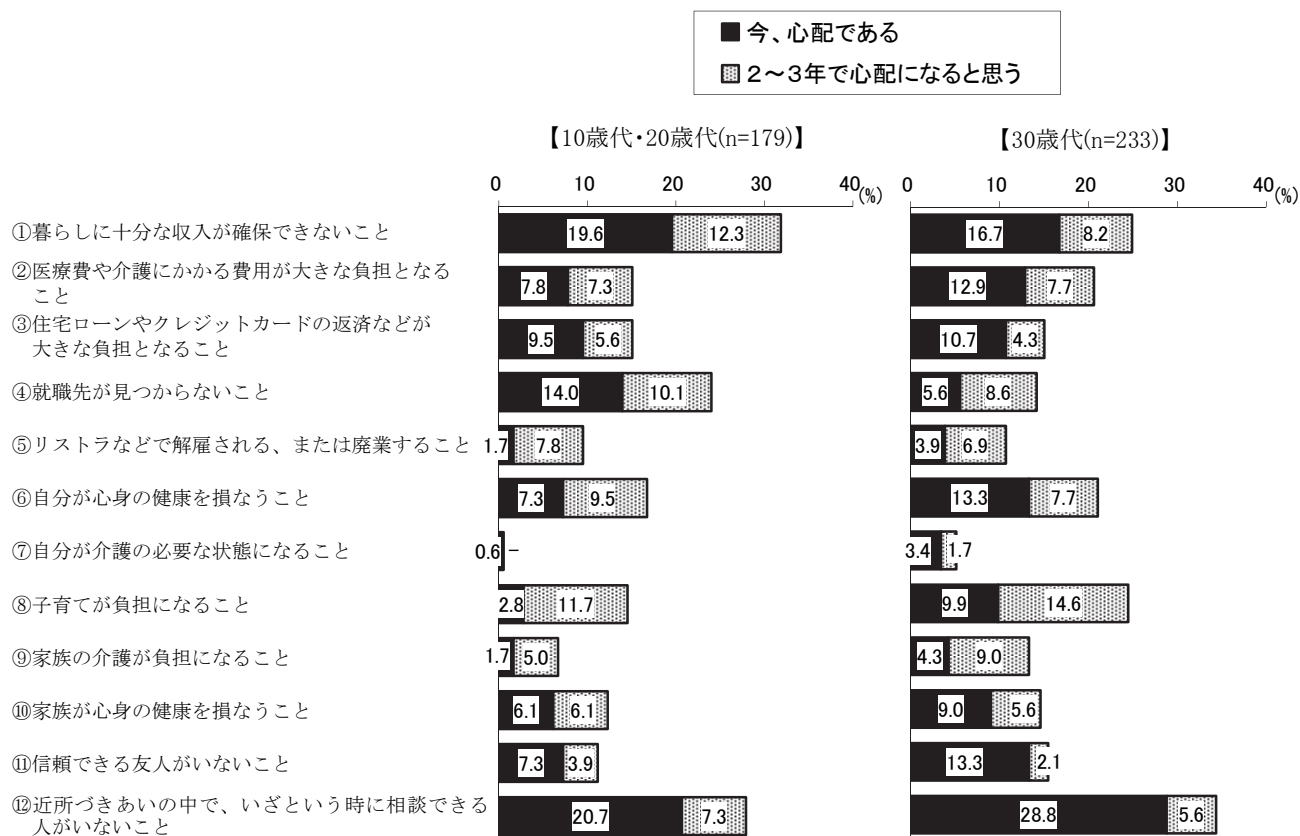 今、心配である
2~3年で心配になると思う
【10歳代・20歳代(n=179)】
【30歳代(n=233)】
0 10 20 30 40(%)
0 10 20 30 40(%)
①暮らしに十分な収入が確保できないこと 19.6 12.3 16.7 8.2
②医療費や介護にかかる費用が大きな負担となる
こと 7.8 7.3 12.9 7.7
③住宅ローンやクレジットカードの返済などが
大きな負担となること 9.5 5.6 10.7 4.3
④就職先が見つからないこと 14.0 10.1 5.6 8.6
⑤リストラなどで解雇される、または廃業すること 1.7 7.8 3.9 6.9
⑥自分が心身の健康を損なうこと 7.3 9.5 13.3 7.7
⑦自分が介護の必要な状態になること 0.6 - 3.4 1.7
⑧子育てが負担になること 2.8 11.7 9.9 14.6
⑨家族の介護が負担になること 1.7 5.0 4.3 9.0
⑩家族が心身の健康を損なうこと 6.1 6.1 9.0 5.6
⑪信頼できる友人がいないこと 7.3 3.9 13.3 2.1
⑫近所づきあいの中で、いざという時に相談できる
人がいないこと 20.7 7.3 28.8 5.6